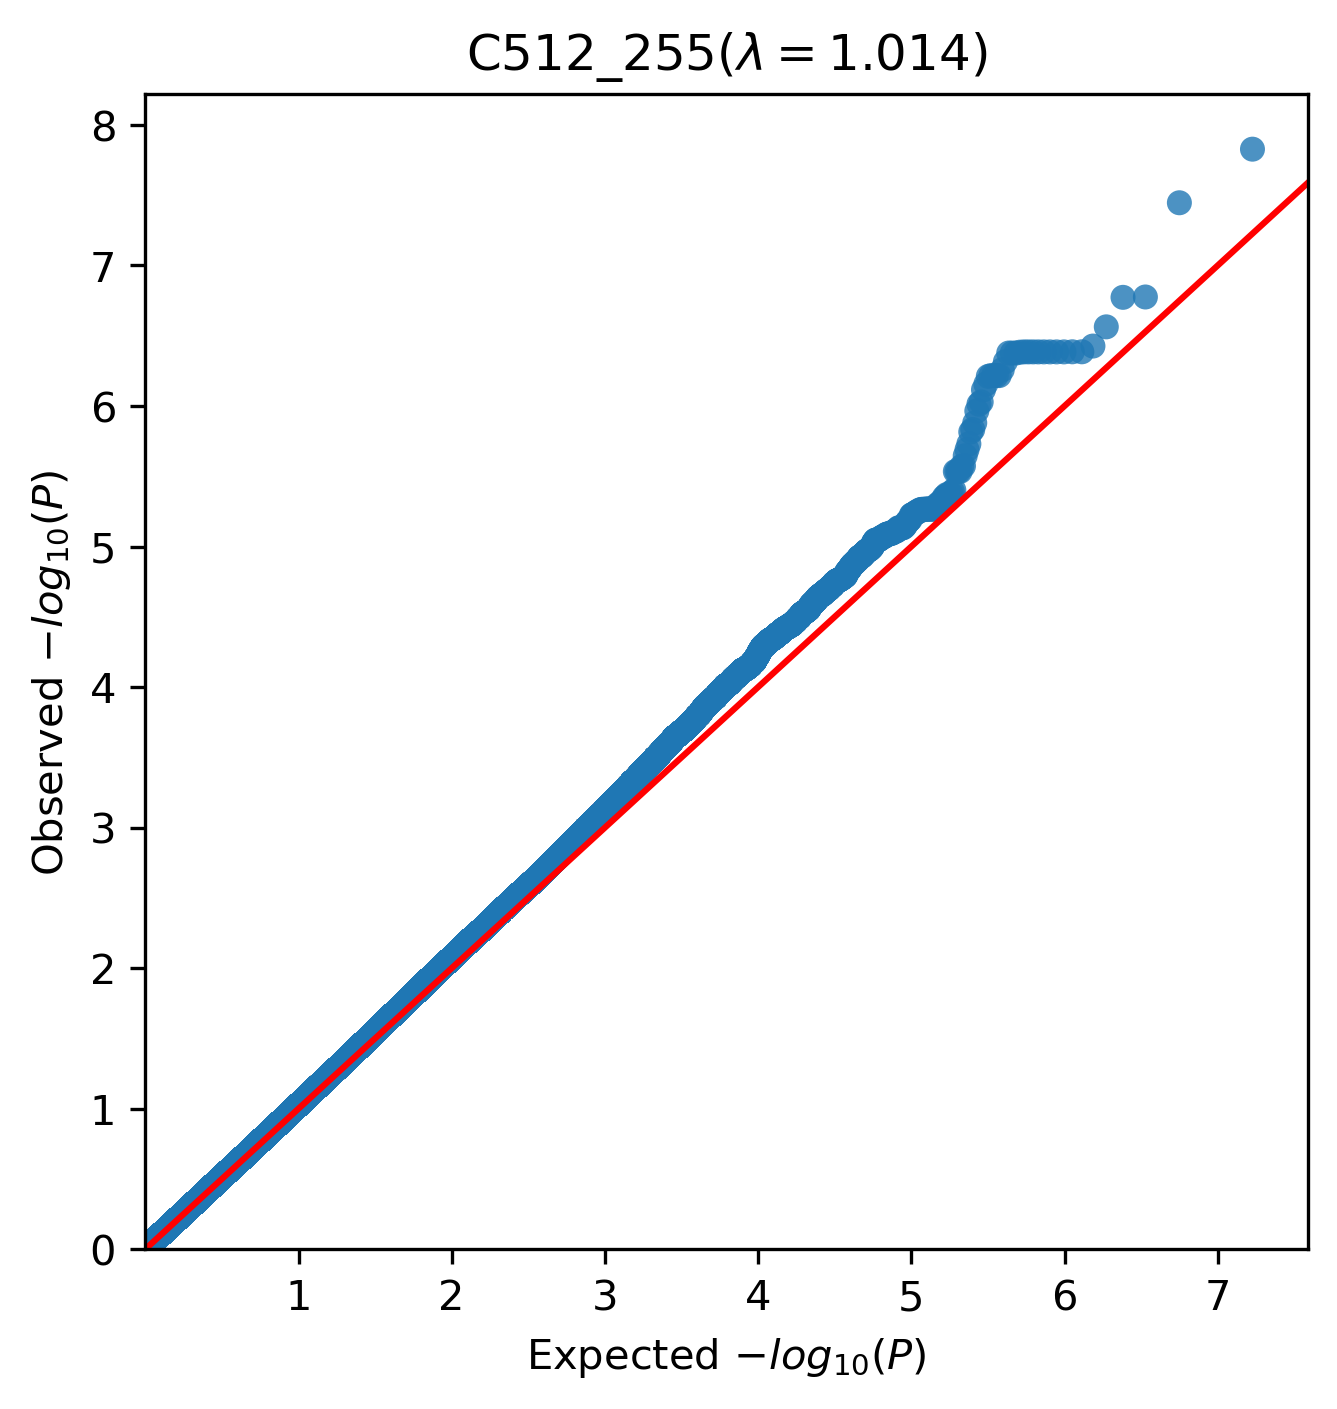 C512_255(λ = 1.014)
8
7
6
5
4
3
2
1
0
Observed −log₁₀(P)
1 2 3 4 5 6 7
Expected −log₁₀(P)